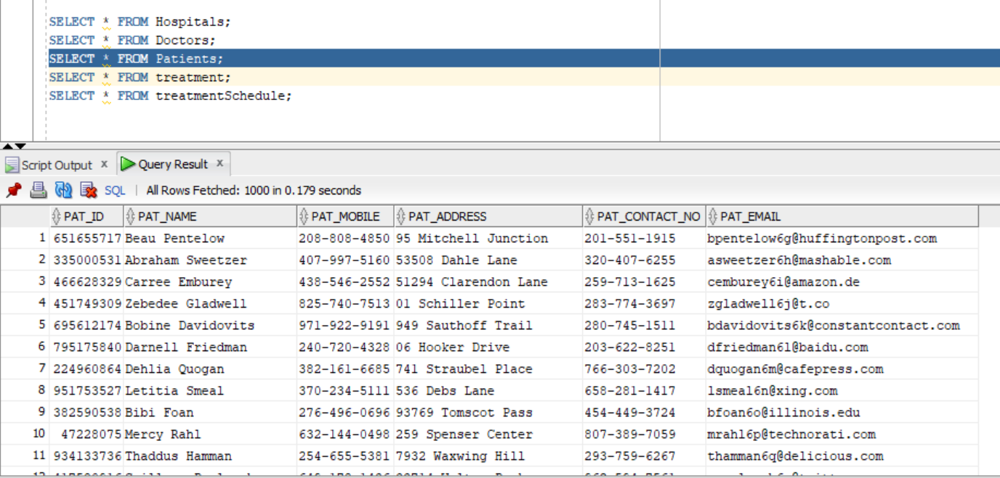 SELECT * FROM Hospitals;
SELECT * FROM Doctors;
SELECT * FROM Patients;
SELECT * FROM treatment;
SELECT * FROM treatmentSchedule;
Script Output x Query Result x
SQL | All Rows Fetched: 1000 in 0.179 seconds
PAT_ID PAT_NAME PAT_MOBILE PAT_ADDRESS PAT_CONTACT_NO PAT_EMAIL
1 651655717 Beau Pentelow 208-808-4850 95 Mitchell Junction 201-551-1915 bpentelow6g@huffingtonpost.com
2 335000531 Abraham Sweetzer 407-997-5160 53508 Dahle Lane 320-407-6255 asweetzer6h@mashable.com
3 466628329 Carree Emburey 438-546-2552 51294 Clarendon Lane 259-713-1625 cemburey6i@amazon.de
4 451749309 Zebedee Gladwell 825-740-7513 01 Schiller Point 283-774-3697 zgladwell6j@t.co
5 695612174 Bobine Davidovits 971-922-9191 949 Sauthoff Trail 280-745-1511 bdavidovits6k@constantcontact.com
6 795175840 Darnell Friedman 240-720-4328 06 Hooker Drive 203-622-8251 dfriedman6l@baidu.com
7 224960864 Dehlia Quogan 382-161-6685 741 Straubel Place 766-303-7202 dquogan6m@cafepress.com
8 951753527 Letitia Smeal 370-234-5111 536 Debs Lane 658-281-1417 lsmeal6n@xing.com
9 382590538 Bibi Foan 276-496-0696 93769 Tomscot Pass 454-449-3724 bfoan6o@illinois.edu
10 47228075 Mercy Rahl 632-144-0498 259 Spenser Center 807-389-7059 mrahl6p@technorati.com
11 934133736 Thaddus Hamman 254-655-5381 7932 Waxwing Hill 293-759-6267 thamman6q@delicious.com